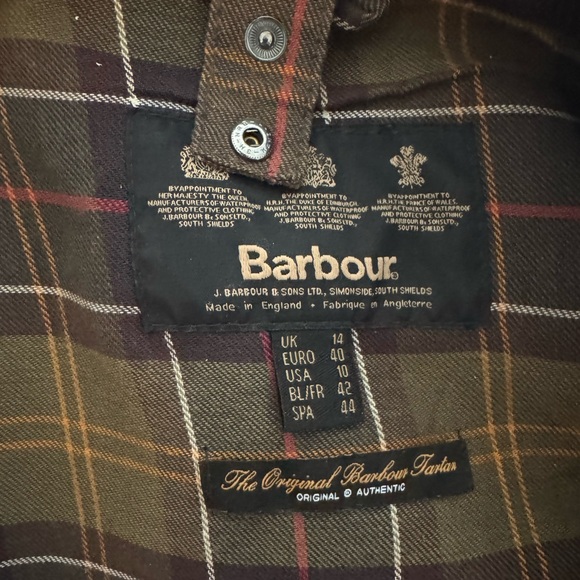 BY APPOINTMENT TO
HER MAJESTY THE QUEEN,
MANUFACTURERS OF WATERPROOF
AND PROTECTIVE CLOTHING
J.BARBOUR & SONS LTD.,
SOUTH SHIELDS
BY APPOINTMENT TO
H.R.H. THE DUKE OF EDINBURGH,
MANUFACTURERS OF WATERPROOF
AND PROTECTIVE CLOTHING
J.BARBOUR & SONS LTD.,
SOUTH SHIELDS
BY APPOINTMENT TO
H.R.H. THE PRINCE OF WALES,
MANUFACTURERS OF WATERPROOF
AND PROTECTIVE CLOTHING
J.BARBOUR & SONS LTD.,
SOUTH SHIELDS
Barbour®
J. BARBOUR & SONS LTD., SIMONSIDE, SOUTH SHIELDS
Made in England • Fabriqué en Angleterre
UK 14
EURO 40
USA 10
BL/FR 42
SPA 44
The Original Barbour Tartan
ORIGINAL & AUTHENTIC